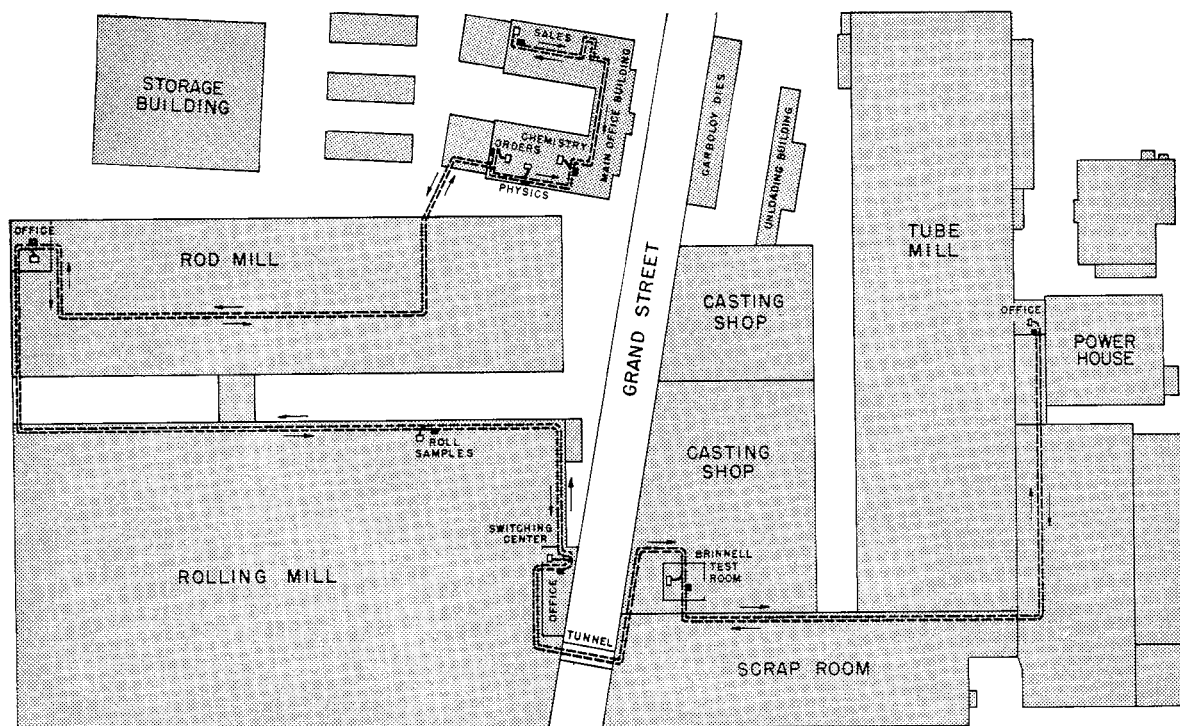 SALES
STORAGE
BUILDING
MAIN OFFICE BUILDING
CARBOLOY DIES
UNLOADING BUILDING
CHEMISTRY
ORDERS
PHYSICS
OFFICE
ROD MILL
TUBE
MILL
GRAND STREET
CASTING
SHOP
OFFICE
POWER
HOUSE
ROLL
SAMPLES
CASTING
SHOP
SWITCHING
CENTER
BRINNELL
TEST
ROOM
ROLLING MILL
OFFICE
TUNNEL
SCRAP ROOM